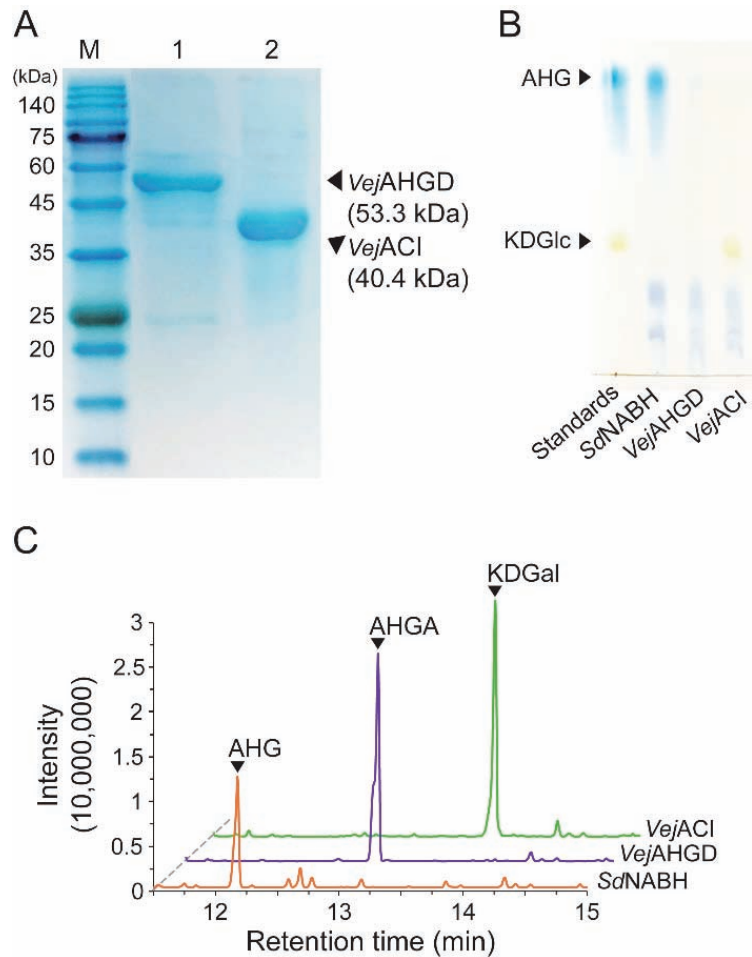 A
M 1 2
(kDa)
140
75
60
45
35
25
20
15
10
VejAHGD
(53.3 kDa)
VejACI
(40.4 kDa)
B
AHG
KDGlc
Standards
SdNABH
VejAHGD
VejACI
C
KDGal
AHGA
AHG
3
2.5
2
1.5
1
0.5
0
Intensity
(10,000,000)
VejACI
VejAHGD
SdNABH
12 13 14 15
Retention time (min)